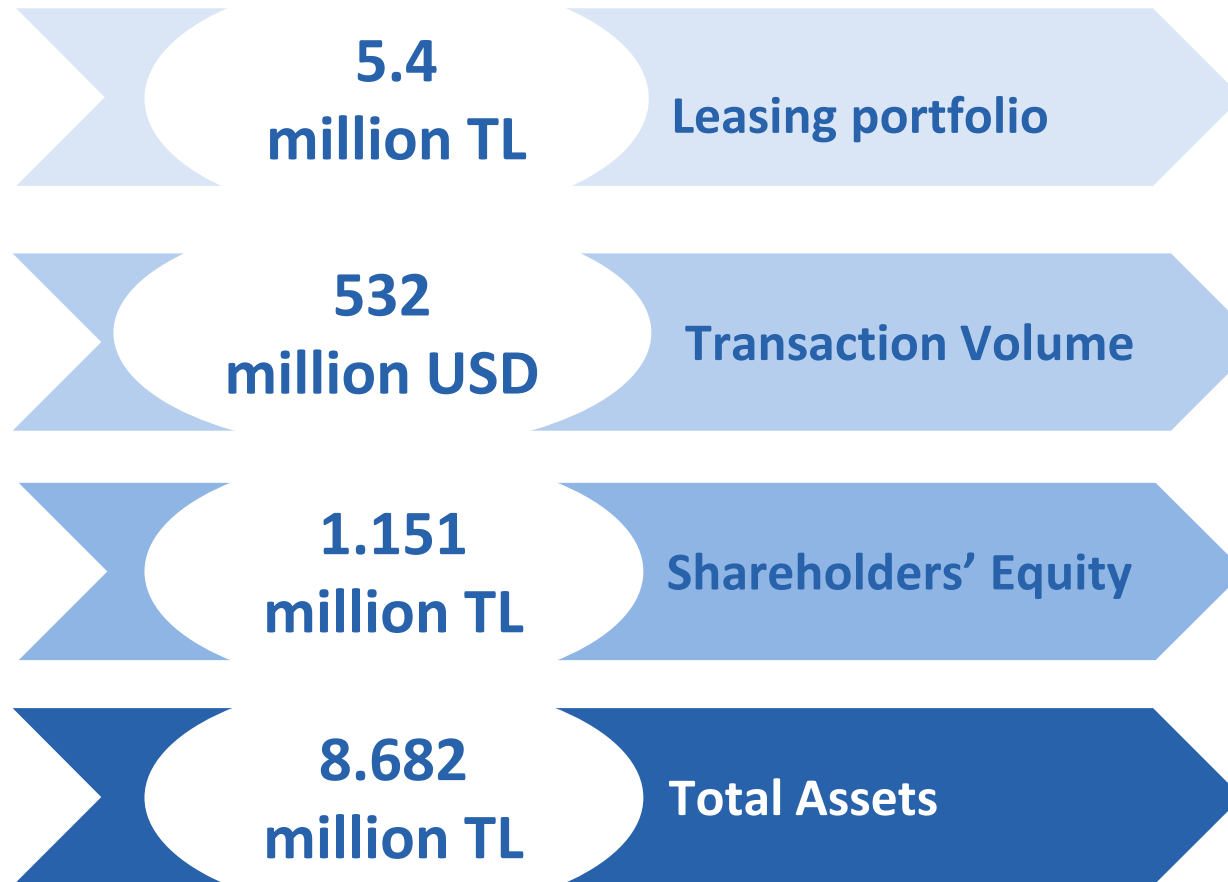 5.4
million TL
Leasing portfolio
532
million USD
Transaction Volume
1.151
million TL
Shareholders’ Equity
8.682
million TL
Total Assets